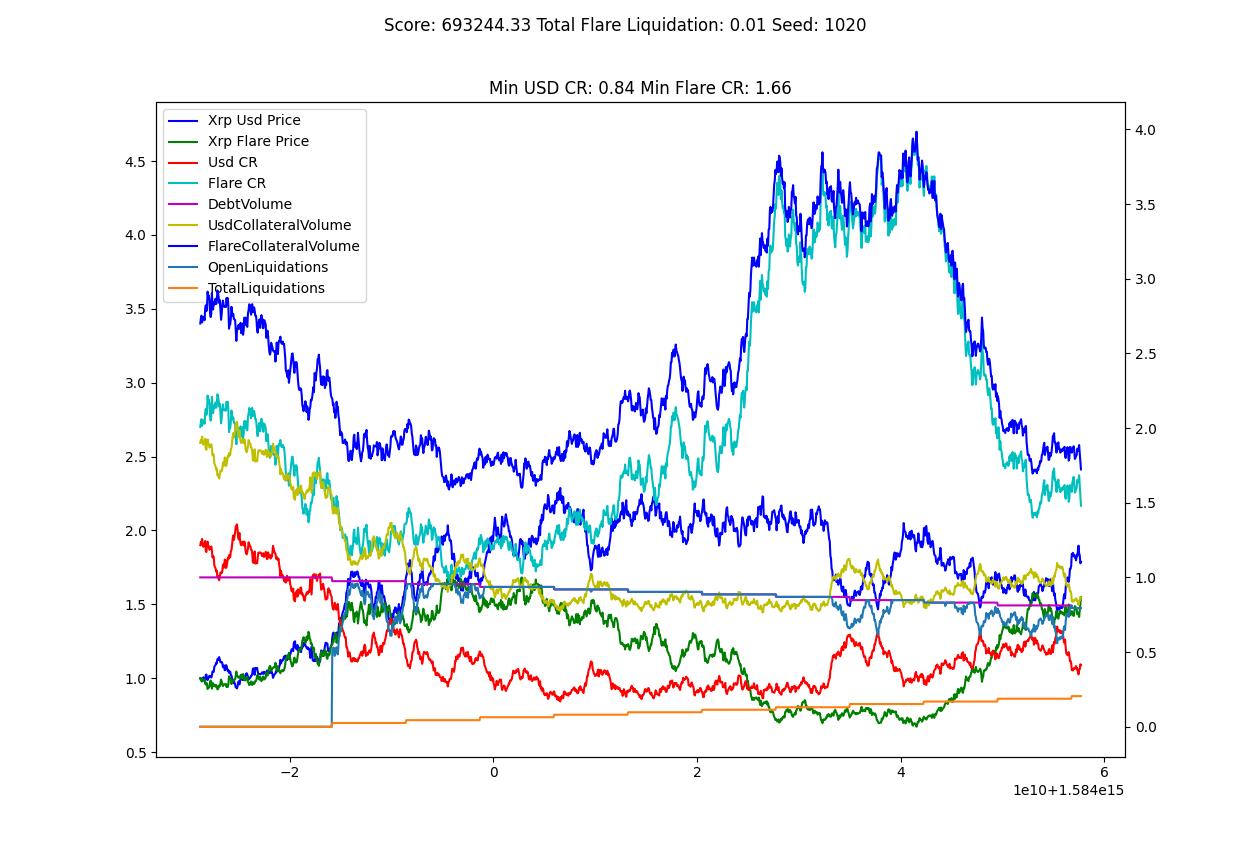 Score: 693244.33 Total Flare Liquidation: 0.01 Seed: 1020
Min USD CR: 0.84 Min Flare CR: 1.66
Xrp Usd Price
Xrp Flare Price
Usd CR
Flare CR
DebtVolume
UsdCollateralVolume
FlareCollateralVolume
OpenLiquidations
TotalLiquidations
4.5
4.0
3.5
3.0
2.5
2.0
1.5
1.0
0.5
4.0
3.5
3.0
2.5
2.0
1.5
1.0
0.5
0.0
−2
0
2
4
6
1e10+1.584e15